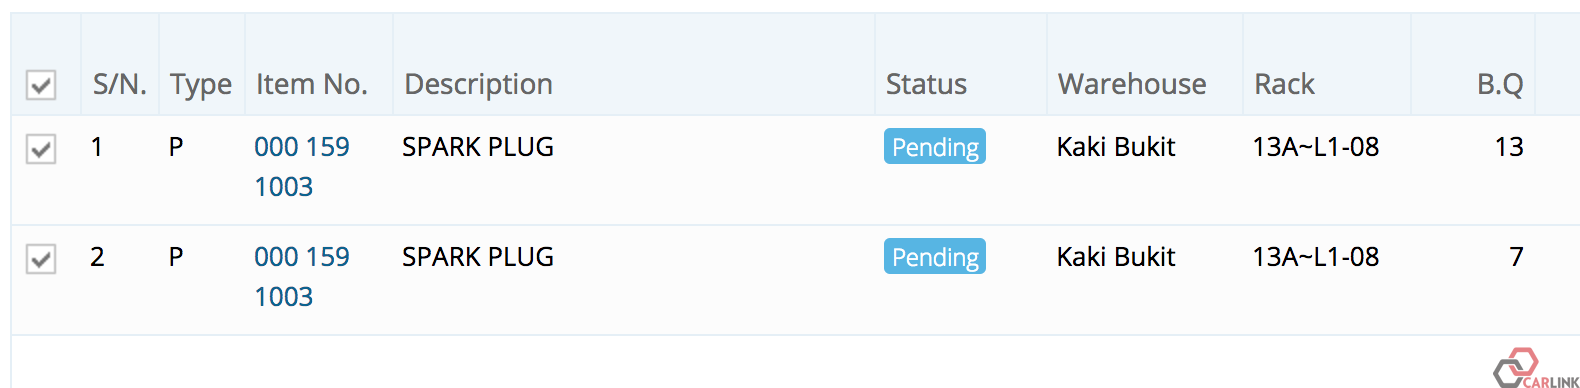 S/N. Type Item No. Description Status Warehouse Rack B.Q
1 P 000 159 SPARK PLUG Pending Kaki Bukit 13A~L1-08 13
1003
2 P 000 159 SPARK PLUG Pending Kaki Bukit 13A~L1-08 7
1003
CARLINK